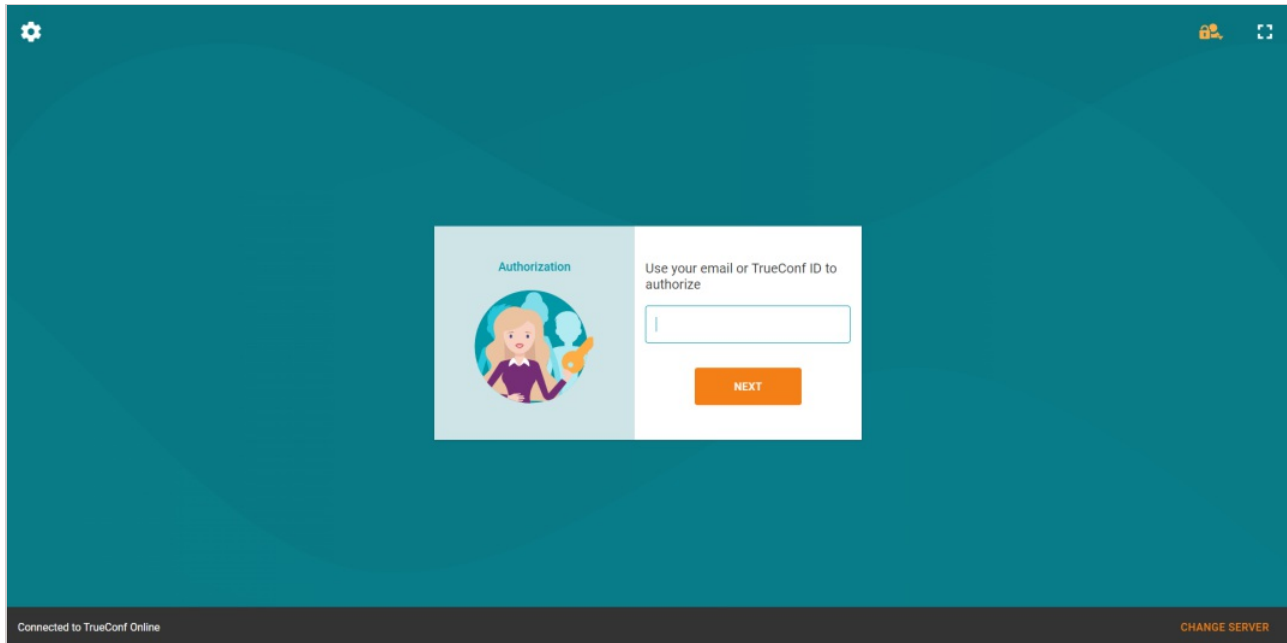 Authorization
Use your email or TrueConf ID to
authorize
NEXT
Connected to TrueConf Online
CHANGE SERVER